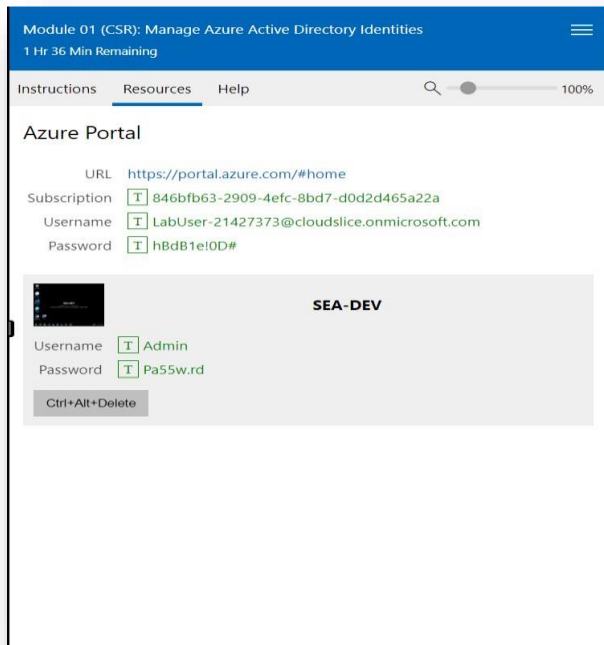 Module 01 (CSR): Manage Azure Active Directory Identities
1 Hr 36 Min Remaining
Instructions Resources Help 100%
Azure Portal
URL https://portal.azure.com/#home
Subscription T 846bfb63-2909-4efc-8bd7-d0d2d465a22a
Username T LabUser-21427373@cloudslice.onmicrosoft.com
Password T hBdB1e!0D#
SEA-DEV
Username T Admin
Password T Pa55w.rd
Ctrl+Alt+Delete